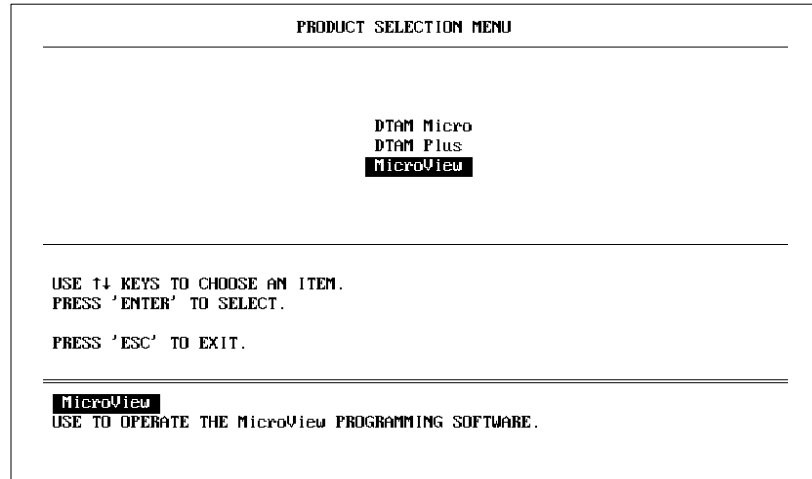 PRODUCT SELECTION MENU
DTAM Micro
DTAM Plus
MicroView
USE ↑↓ KEYS TO CHOOSE AN ITEM.
PRESS 'ENTER' TO SELECT.
PRESS 'ESC' TO EXIT.
MicroView
USE TO OPERATE THE MicroView PROGRAMMING SOFTWARE.